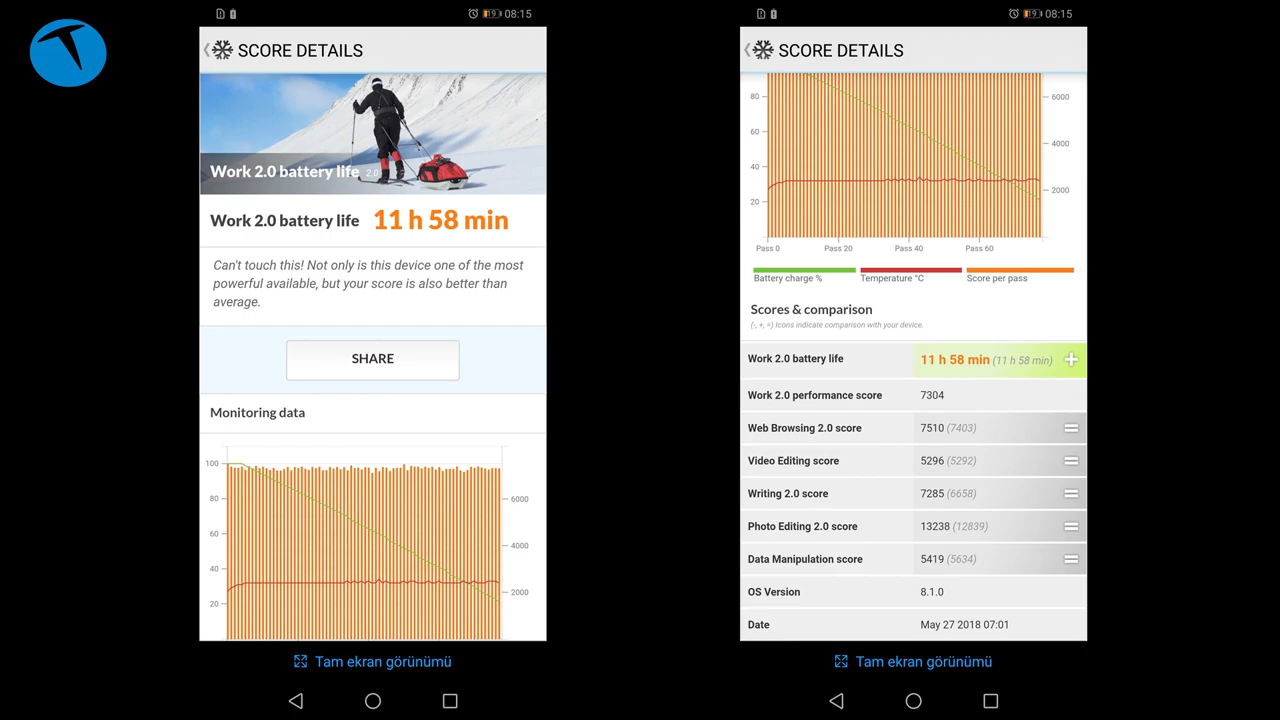 19 08:15
SCORE DETAILS
Work 2.0 battery life 2.0
Work 2.0 battery life 11 h 58 min
Can't touch this! Not only is this device one of the most
powerful available, but your score is also better than
average.
SHARE
Monitoring data
100
80
60
40
20
6000
4000
2000
Tam ekran görünümü
19 08:15
SCORE DETAILS
80
60
40
20
6000
4000
2000
Pass 0 Pass 20 Pass 40 Pass 60
Battery charge % Temperature °C Score per pass
Scores & comparison
(-, +, =) Icons indicate comparison with your device.
Work 2.0 battery life 11 h 58 min (11 h 58 min)
Work 2.0 performance score 7304
Web Browsing 2.0 score 7510 (7403)
Video Editing score 5296 (5292)
Writing 2.0 score 7285 (6658)
Photo Editing 2.0 score 13238 (12839)
Data Manipulation score 5419 (5634)
OS Version 8.1.0
Date May 27 2018 07:01
Tam ekran görünümü